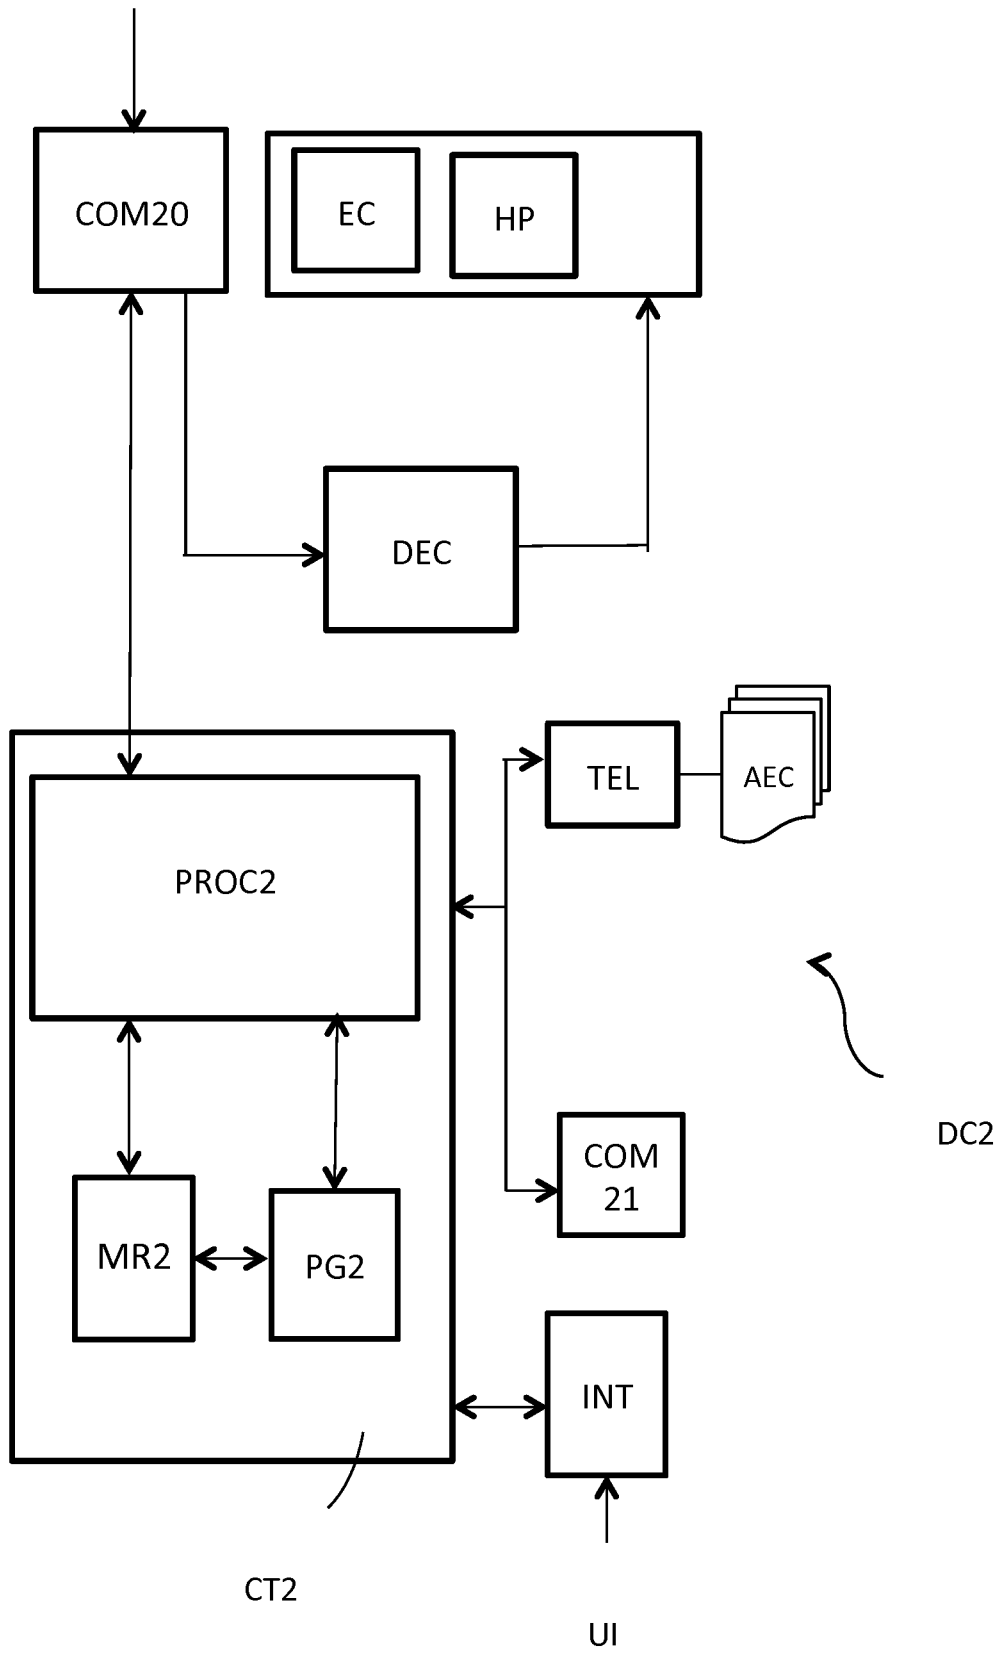 COM20
EC
HP
DEC
TEL
AEC
PROC2
DC2
COM
21
MR2
PG2
INT
CT2
UI